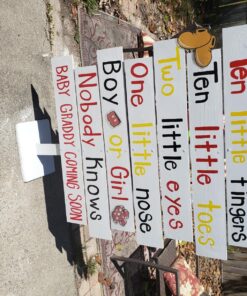 Ten little fingers
Ten little toes
Two little eyes
One little nose
Boy or Girl
Nobody Knows
BABY GRADDY COMING SOON